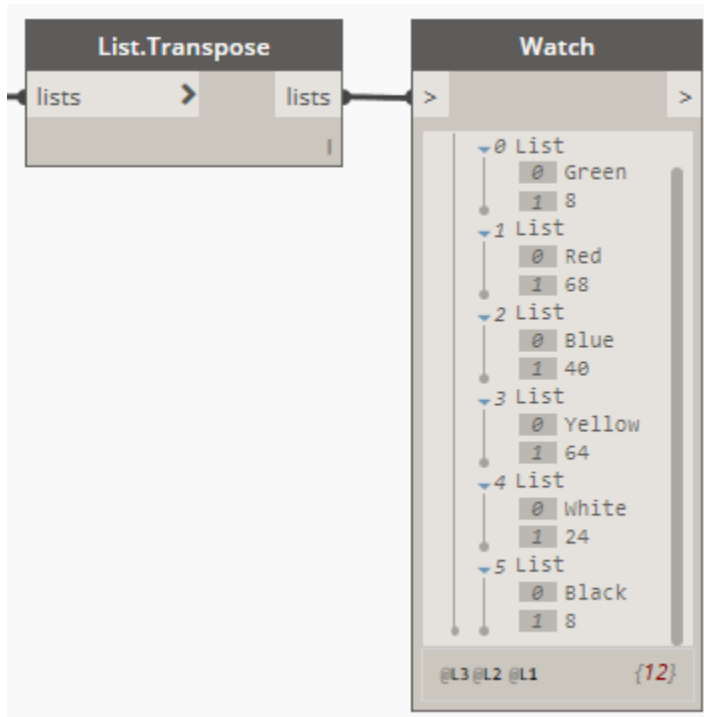 List.Transpose
lists > lists
|
Watch
> >
0 List
0 Green
1 8
1 List
0 Red
1 68
2 List
0 Blue
1 40
3 List
0 Yellow
1 64
4 List
0 White
1 24
5 List
0 Black
1 8
@L3 @L2 @L1 {12}